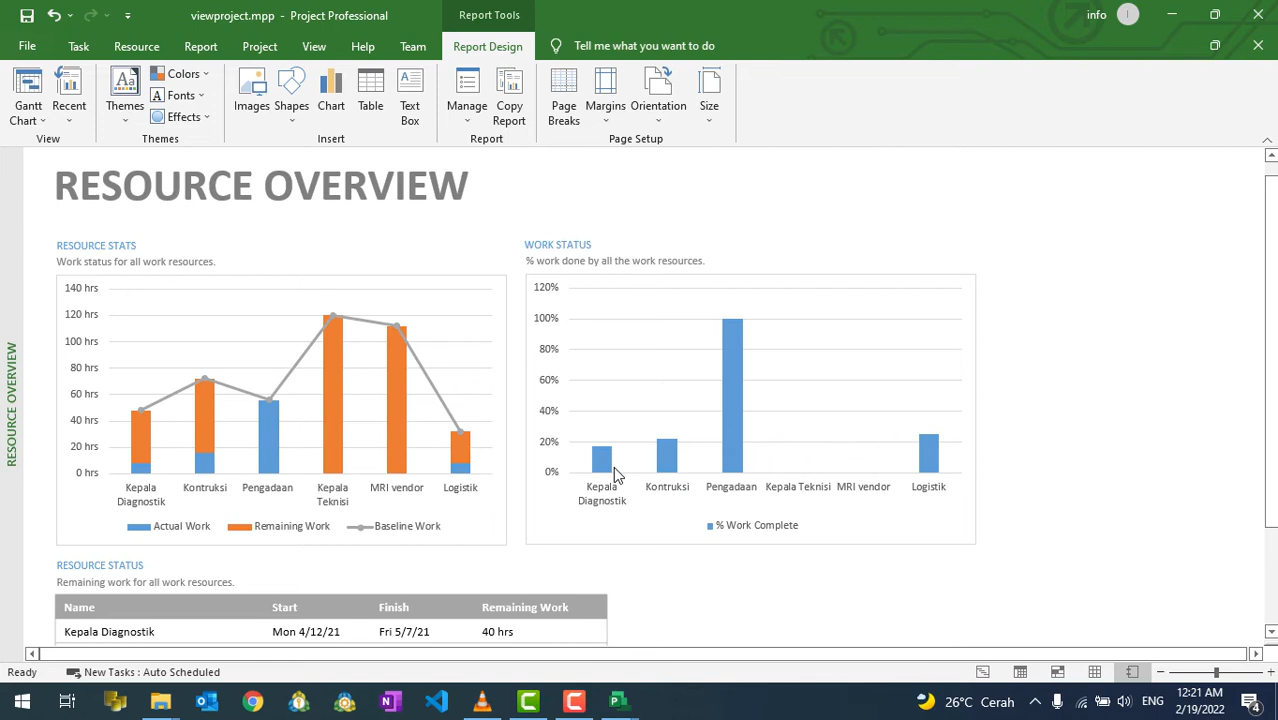 viewproject.mpp - Project Professional
Report Tools
info
File
Task
Resource
Report
Project
View
Help
Team
Report Design
Tell me what you want to do
Gantt
Chart
Recent
Themes
Colors
Fonts
Effects
Images
Shapes
Chart
Table
Text
Box
Manage
Copy
Report
Page
Breaks
Margins
Orientation
Size
View
Themes
Insert
Report
Page Setup
RESOURCE OVERVIEW
RESOURCE OVERVIEW
RESOURCE STATS
Work status for all work resources.
140 hrs
120 hrs
100 hrs
80 hrs
60 hrs
40 hrs
20 hrs
0 hrs
Kepala
Diagnostik
Kontruksi
Pengadaan
Kepala
Teknisi
MRI vendor
Logistik
Actual Work
Remaining Work
Baseline Work
WORK STATUS
% work done by all the work resources.
120%
100%
80%
60%
40%
20%
0%
Kepala
Diagnostik
Kontruksi
Pengadaan
Kepala Teknisi
MRI vendor
Logistik
% Work Complete
RESOURCE STATUS
Remaining work for all work resources.
Name Start Finish Remaining Work
Kepala Diagnostik Mon 4/12/21 Fri 5/7/21 40 hrs
Ready
New Tasks : Auto Scheduled
26°C Cerah
ENG
12:21 AM
2/19/2022
4